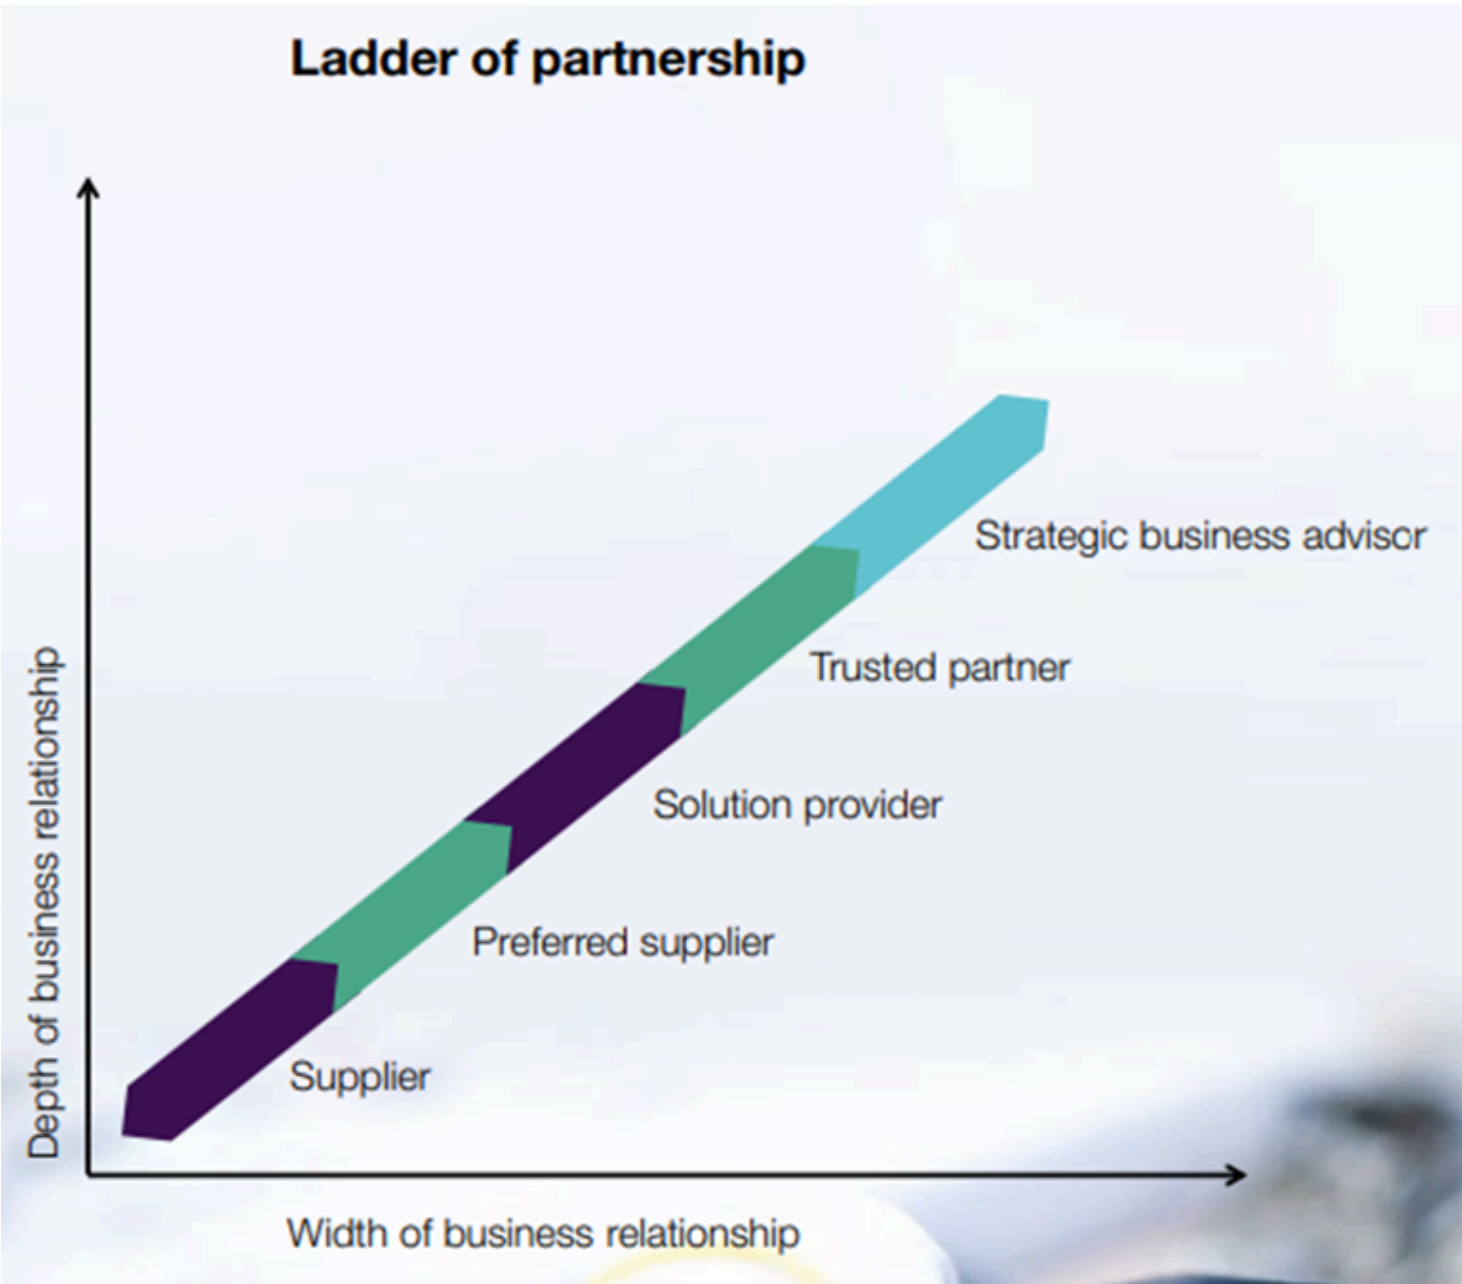 Ladder of partnership
Depth of business relationship
Strategic business advisor
Trusted partner
Solution provider
Preferred supplier
Supplier
Width of business relationship